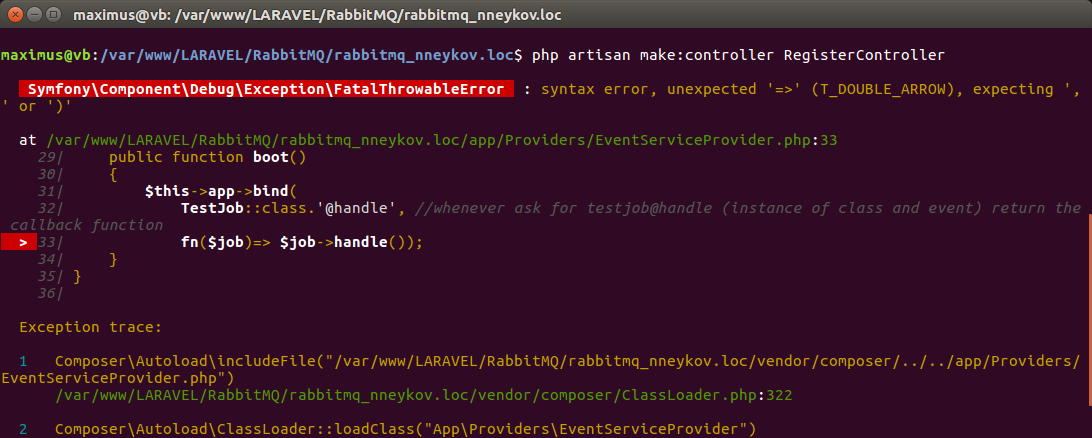 maximus@vb: /var/www/LARAVEL/RabbitMQ/rabbitmq_nneykov.loc
maximus@vb:/var/www/LARAVEL/RabbitMQ/rabbitmq_nneykov.loc$ php artisan make:controller RegisterController
Symfony\Component\Debug\Exception\FatalThrowableError : syntax error, unexpected '=>' (T_DOUBLE_ARROW), expecting ',
' or ')'
at /var/www/LARAVEL/RabbitMQ/rabbitmq_nneykov.loc/app/Providers/EventServiceProvider.php:33
29| public function boot()
30| {
31| $this->app->bind(
32| TestJob::class.'@handle', //whenever ask for testjob@handle (instance of class and event) return the
callback function
> 33| fn($job)=> $job->handle());
34| }
35| }
36|
Exception trace:
1 Composer\Autoload\includeFile("/var/www/LARAVEL/RabbitMQ/rabbitmq_nneykov.loc/vendor/composer/../../app/Providers/
EventServiceProvider.php")
/var/www/LARAVEL/RabbitMQ/rabbitmq_nneykov.loc/vendor/composer/ClassLoader.php:322
2 Composer\Autoload\ClassLoader::loadClass("App\Providers\EventServiceProvider")